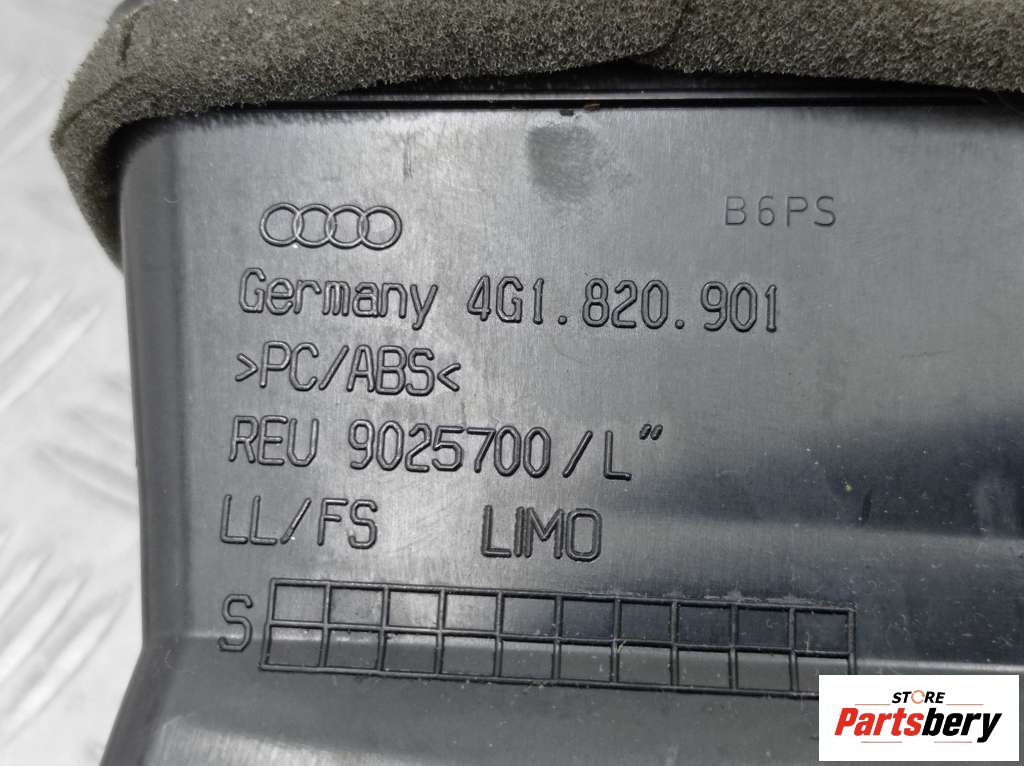 B6PS
Germany 4G1.820.901
>PC/ABS<
REU 9025700/L”
LL/FS LIMO
S
STORE
Partsbery